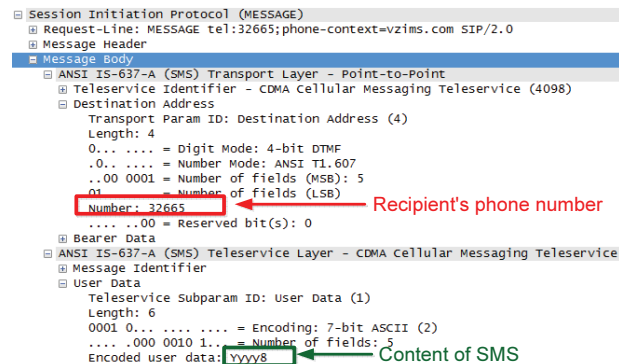 Session Initiation Protocol (MESSAGE)
Request-Line: MESSAGE tel:32665;phone-context=vzims.com SIP/2.0
Message Header
Message Body
ANSI IS-637-A (SMS) Transport Layer - Point-to-Point
Teleservice Identifier - CDMA Cellular Messaging Teleservice (4098)
Destination Address
Transport Param ID: Destination Address (4)
Length: 4
0... .... = Digit Mode: 4-bit DTMF
.0.. .... = Number Mode: ANSI T1.607
..00 0001 = Number of fields (MSB): 5
01.. .... = Number of fields (LSB)
Number: 32665 Recipient's phone number
.... ..00 = Reserved bit(s): 0
Bearer Data
ANSI IS-637-A (SMS) Teleservice Layer - CDMA Cellular Messaging Teleservice
Message Identifier
User Data
Teleservice Subparam ID: User Data (1)
Length: 6
0001 0... .... .... = Encoding: 7-bit ASCII (2)
.... .000 0010 1... = Number of fields: 5
Encoded user data: Yyyy8 Content of SMS